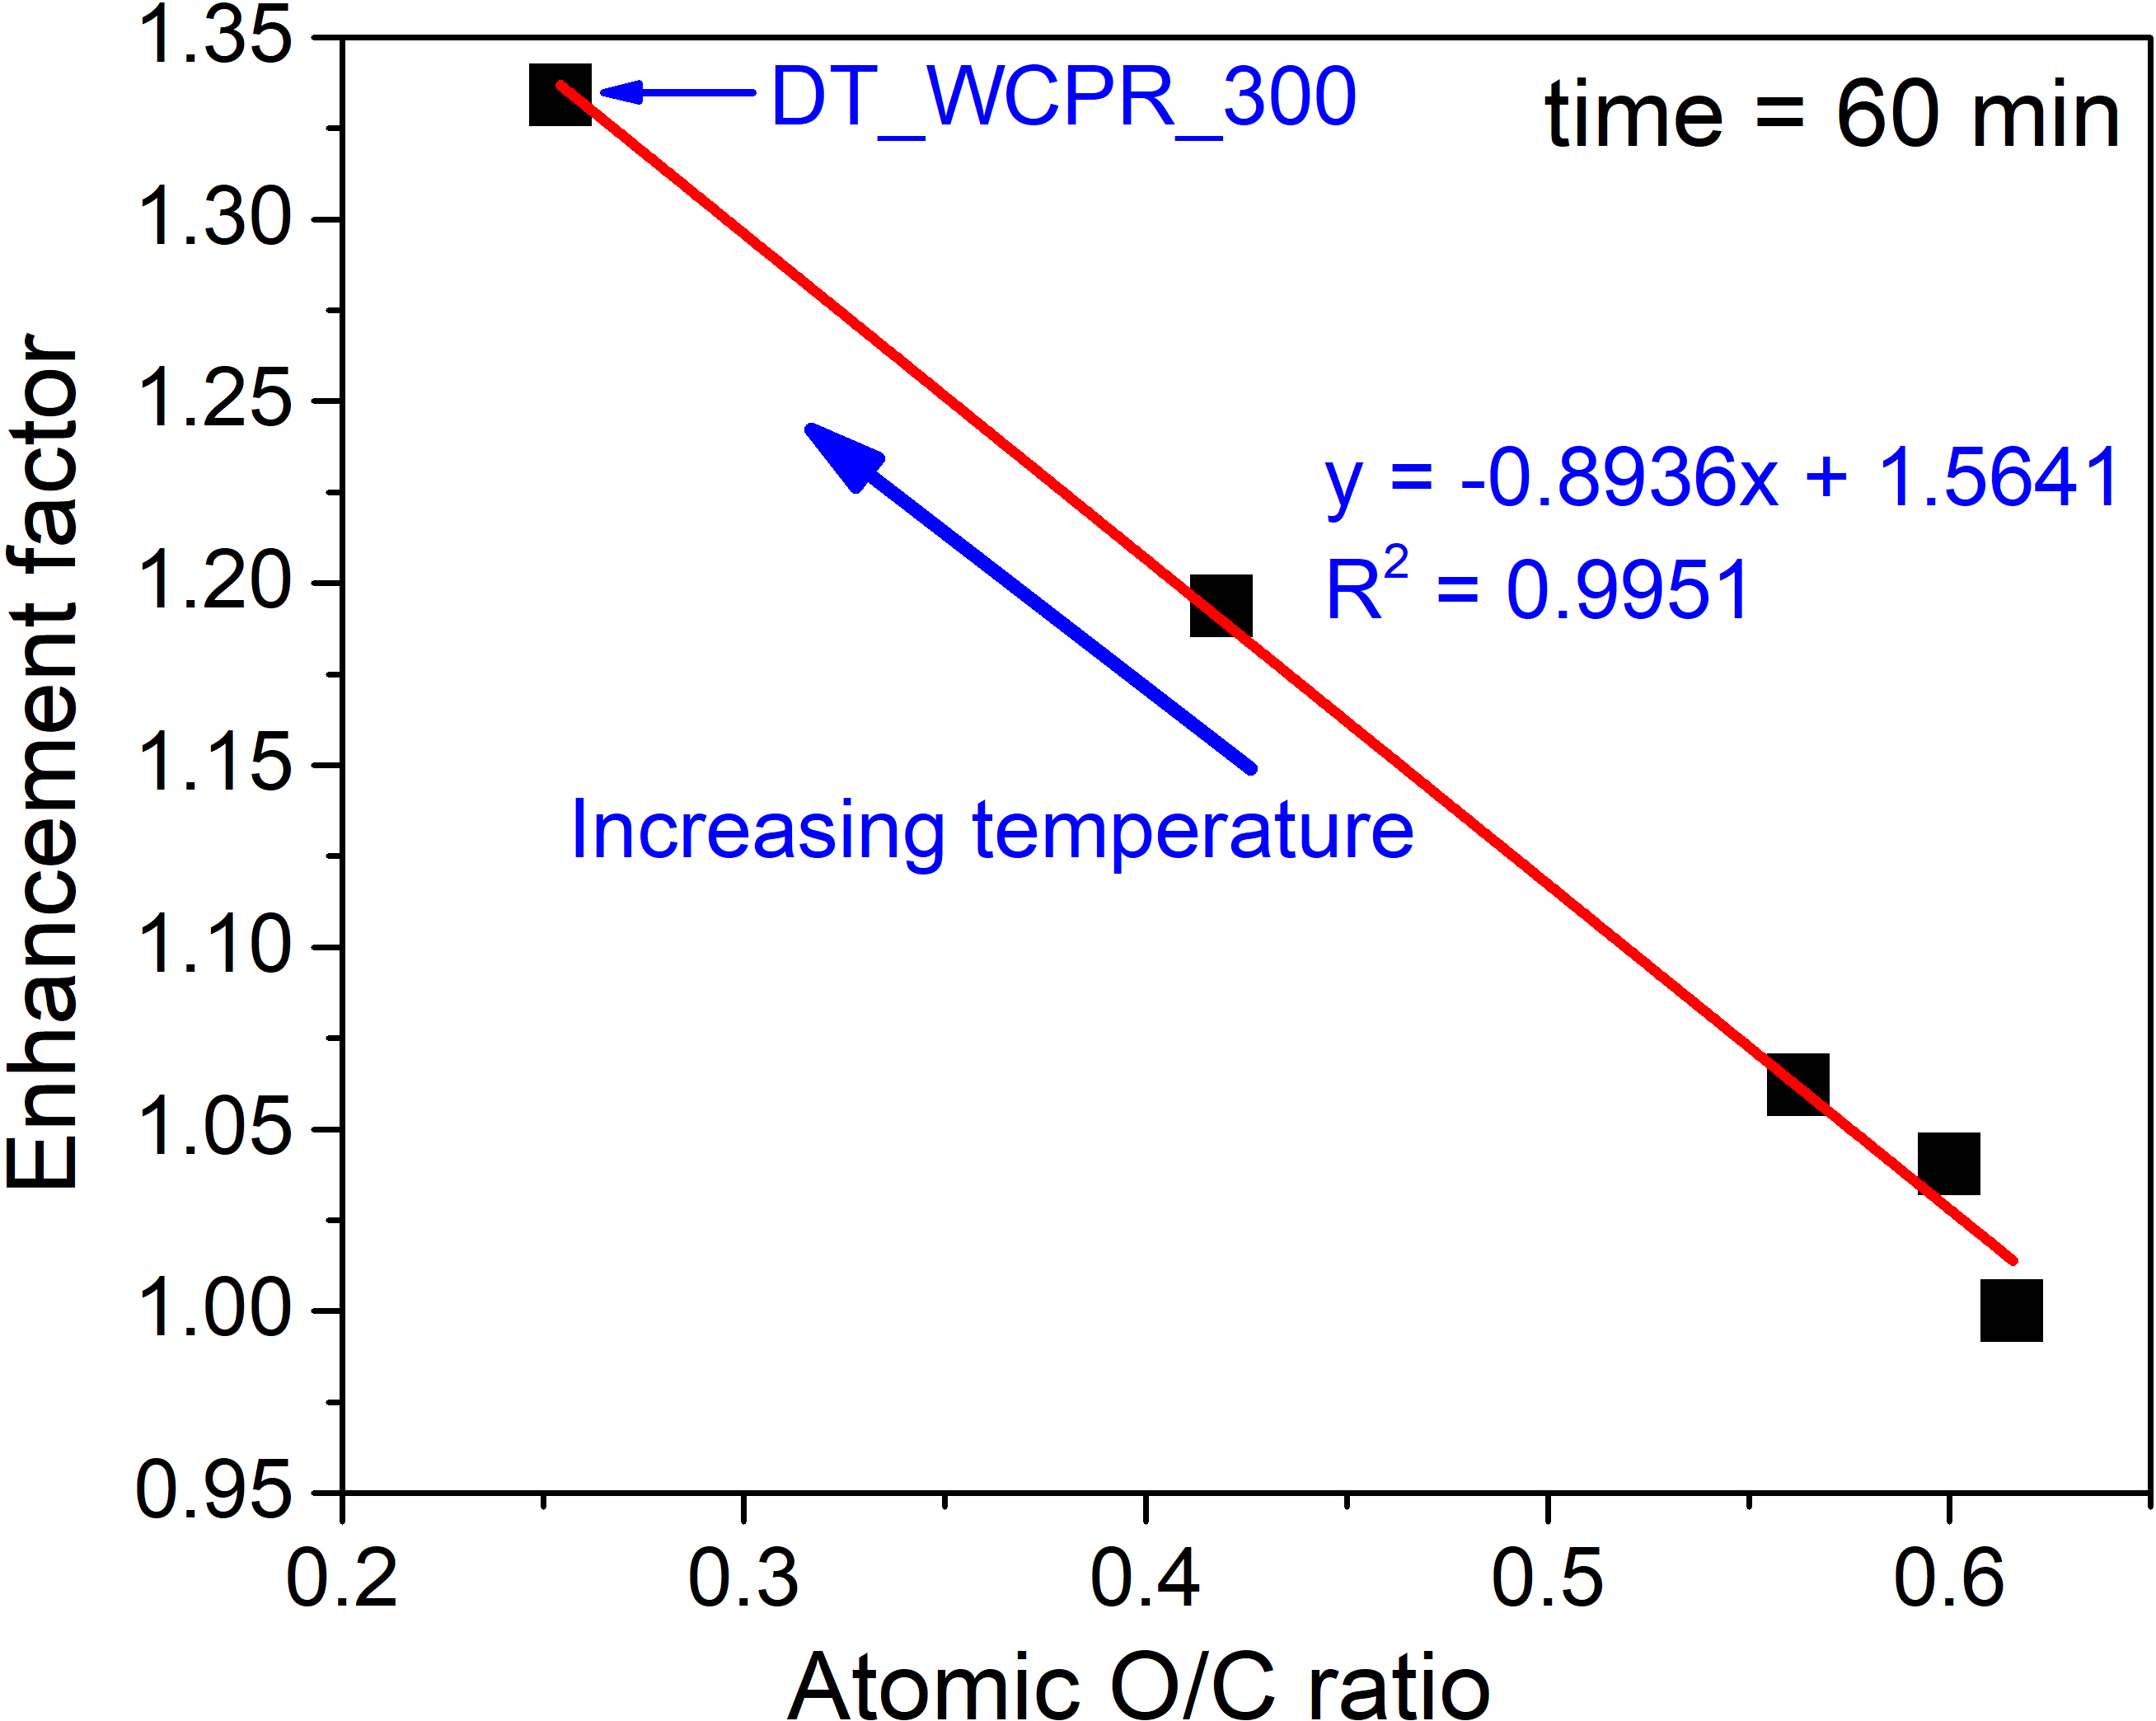 1.35
1.30
1.25
1.20
1.15
1.10
1.05
1.00
0.95
Enhancement factor
DT_WCPR_300
time = 60 min
y = -0.8936x + 1.5641
R² = 0.9951
Increasing temperature
0.2 0.3 0.4 0.5 0.6
Atomic O/C ratio